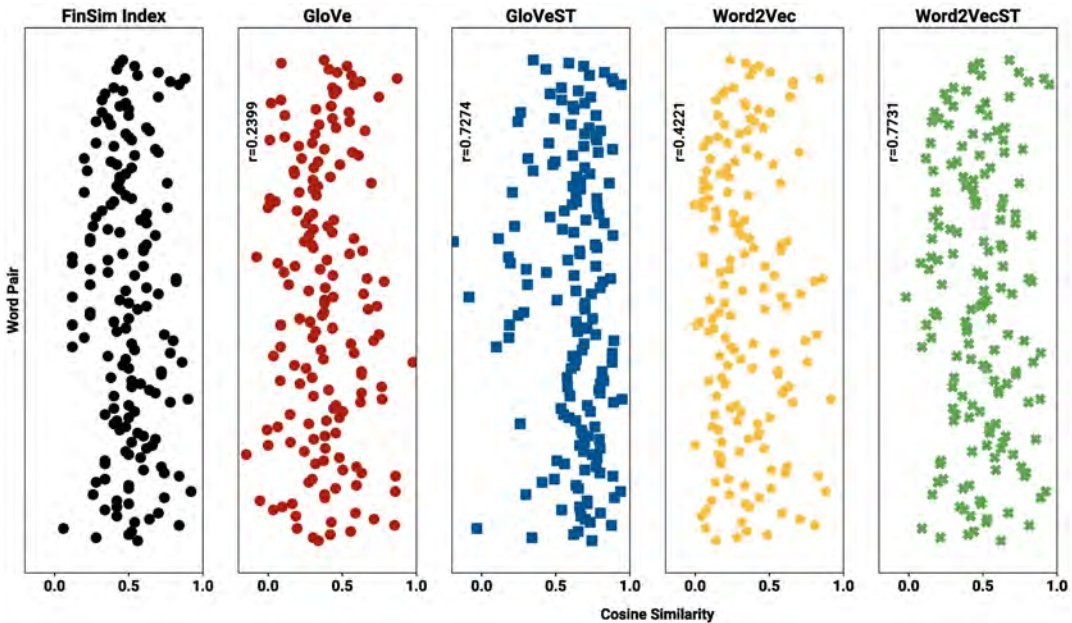 FinSim Index GloVe GloVeST Word2Vec Word2VecST
Word Pair
r=0.2399
r=0.7274
r=0.4221
r=0.7731
0.0 0.5 1.0 0.0 0.5 1.0 0.0 0.5 1.0 0.0 0.5 1.0 0.0 0.5 1.0
Cosine Similarity